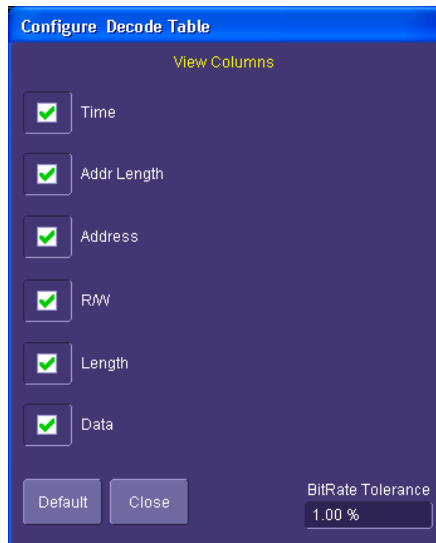 Configure Decode Table
View Columns
Time
Addr Length
Address
R/W
Length
Data
Default Close
BitRate Tolerance
1.00 %